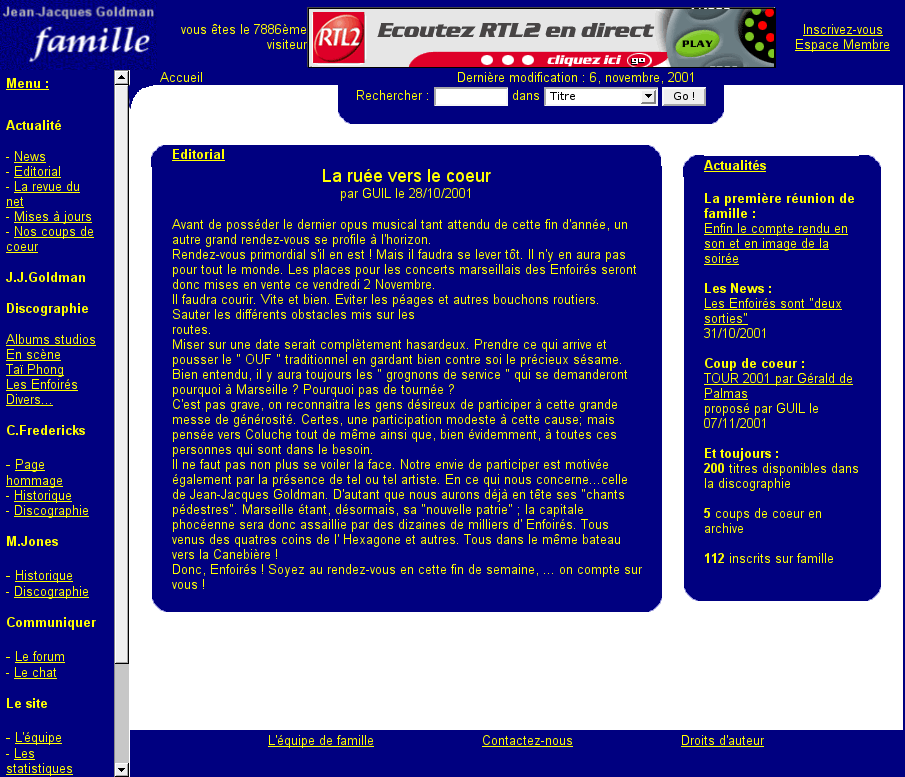 Jean-Jacques Goldman
famille
vous êtes le 7886ème
visiteur
RTL2
Ecoutez RTL2 en direct
cliquez ici go
PLAY
Inscrivez-vous
Espace Membre
Accueil
Dernière modification : 6, novembre, 2001
Rechercher : dans Titre Go !
Menu :
Actualité
- News
- Editorial
- La revue du
net
- Mises à jours
- Nos coups de
coeur
J.J.Goldman
Discographie
Albums studios
En scène
Taï Phong
Les Enfoirés
Divers...
C.Fredericks
- Page
hommage
- Historique
- Discographie
M.Jones
- Historique
- Discographie
Communiquer
- Le forum
- Le chat
Le site
- L'équipe
- Les
statistiques
Editorial
La ruée vers le coeur
par GUIL le 28/10/2001
Avant de posséder le dernier opus musical tant attendu de cette fin d'année, un
autre grand rendez-vous se profile à l'horizon.
Rendez-vous primordial s'il en est ! Mais il faudra se lever tôt. Il n'y en aura pas
pour tout le monde. Les places pour les concerts marseillais des Enfoirés seront
donc mises en vente ce vendredi 2 Novembre.
Il faudra courir. Vite et bien. Eviter les péages et autres bouchons routiers.
Sauter les différents obstacles mis sur les
routes.
Miser sur une date serait complètement hasardeux. Prendre ce qui arrive et
pousser le " OUF " traditionnel en gardant bien contre soi le précieux sésame.
Bien entendu, il y aura toujours les " grognons de service " qui se demanderont
pourquoi à Marseille ? Pourquoi pas de tournée ?
C'est pas grave, on reconnaitra les gens désireux de participer à cette grande
messe de générosité. Certes, une participation modeste à cette cause; mais
pensée vers Coluche tout de même ainsi que, bien évidemment, à toutes ces
personnes qui sont dans le besoin.
Il ne faut pas non plus se voiler la face. Notre envie de participer est motivée
également par la présence de tel ou tel artiste. En ce qui nous concerne...celle
de Jean-Jacques Goldman. D'autant que nous aurons déjà en tête ses "chants
pédestres". Marseille étant, désormais, sa "nouvelle patrie" ; la capitale
phocéenne sera donc assaillie par des dizaines de milliers d' Enfoirés. Tous
venus des quatres coins de l' Hexagone et autres. Tous dans le même bateau
vers la Canebière !
Donc, Enfoirés ! Soyez au rendez-vous en cette fin de semaine, ... on compte sur
vous !
Actualités
La première réunion de
famille :
Enfin le compte rendu en
son et en image de la
soirée
Les News :
Les Enfoirés sont "deux
sorties"
31/10/2001
Coup de coeur :
TOUR 2001 par Gérald de
Palmas
proposé par GUIL le
07/11/2001
Et toujours :
200 titres disponibles dans
la discographie
5 coups de coeur en
archive
112 inscrits sur famille
L'équipe de famille
Contactez-nous
Droits d'auteur